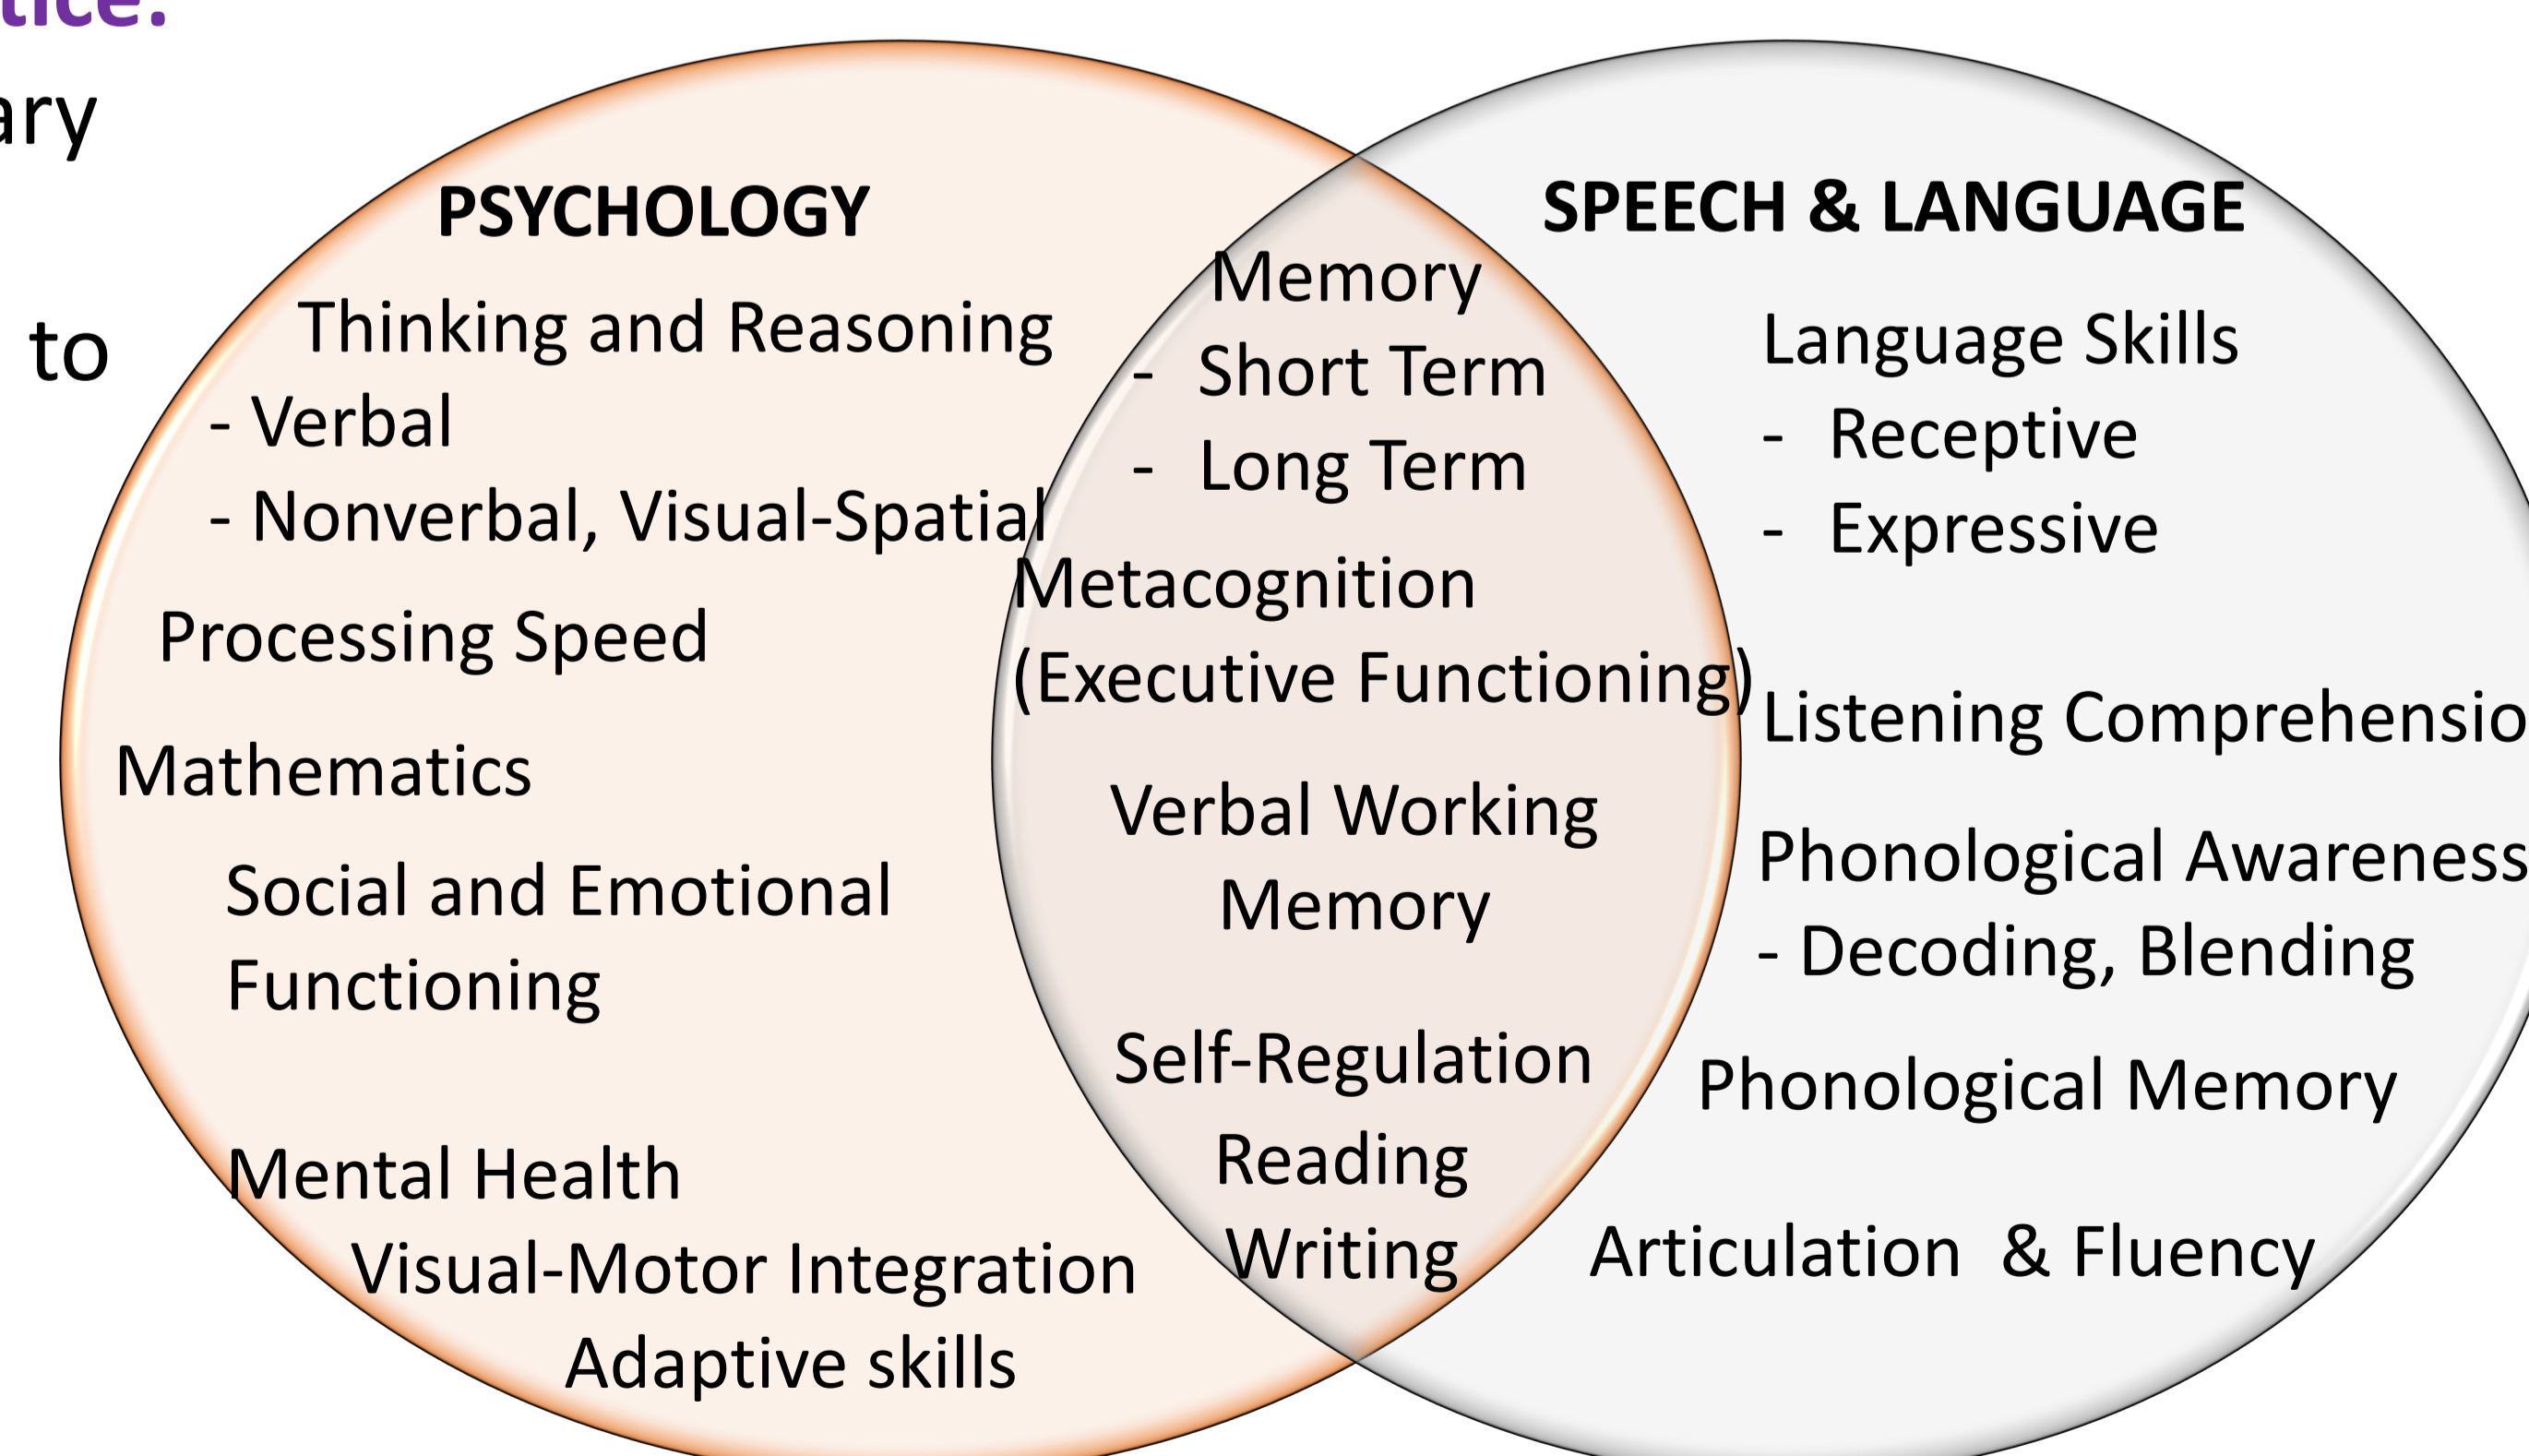 to
PSYCHOLOGY
Thinking and Reasoning
- Verbal
- Nonverbal, Visual-Spatial
Processing Speed
Mathematics
Social and Emotional
Functioning
Mental Health
Visual-Motor Integration
Adaptive skills
Memory
- Short Term
- Long Term
Metacognition
(Executive Functioning)
Verbal Working
Memory
Self-Regulation
Reading
Writing
SPEECH & LANGUAGE
Language Skills
- Receptive
- Expressive
Listening Comprehensio
Phonological Awareness
- Decoding, Blending
Phonological Memory
Articulation & Fluency